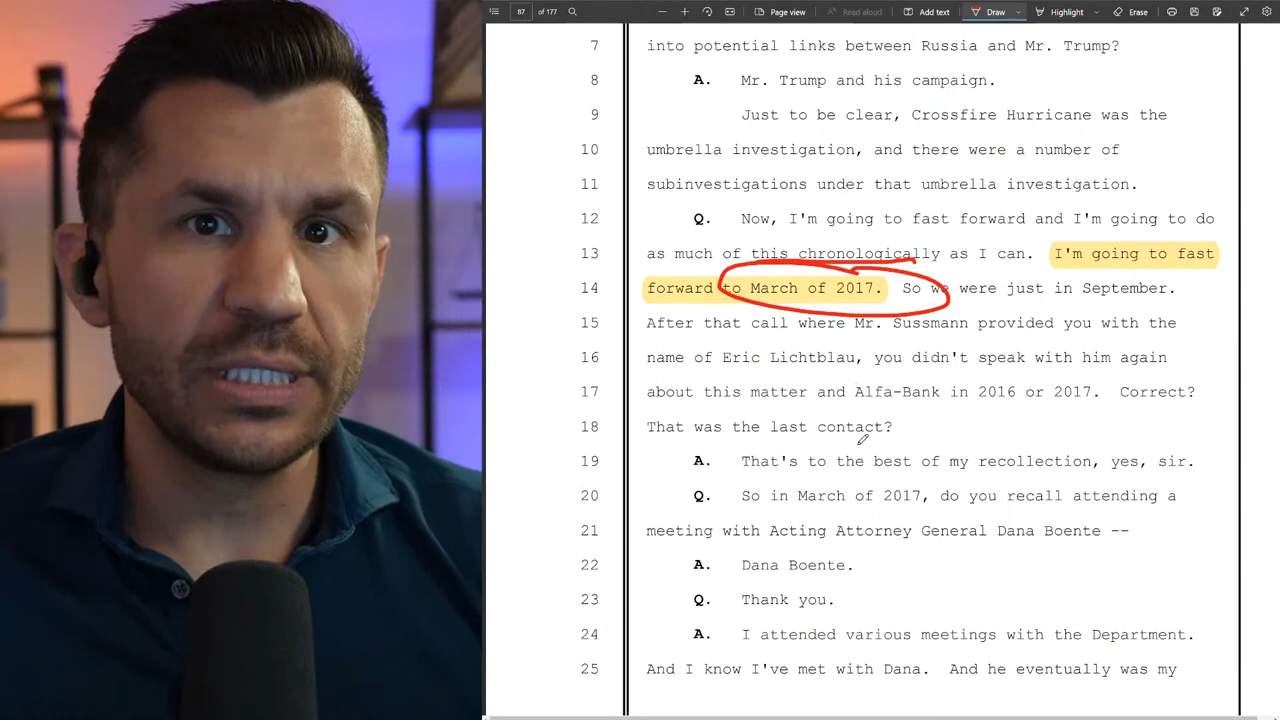 87 of 177
Page view
Read aloud
Add text
Draw
Highlight
Erase
7 into potential links between Russia and Mr. Trump?
8 A. Mr. Trump and his campaign.
9 Just to be clear, Crossfire Hurricane was the
10 umbrella investigation, and there were a number of
11 subinvestigations under that umbrella investigation.
12 Q. Now, I'm going to fast forward and I'm going to do
13 as much of this chronologically as I can. I'm going to fast
14 forward to March of 2017. So we were just in September.
15 After that call where Mr. Sussmann provided you with the
16 name of Eric Lichtblau, you didn't speak with him again
17 about this matter and Alfa-Bank in 2016 or 2017. Correct?
18 That was the last contact?
19 A. That's to the best of my recollection, yes, sir.
20 Q. So in March of 2017, do you recall attending a
21 meeting with Acting Attorney General Dana Boente --
22 A. Dana Boente.
23 Q. Thank you.
24 A. I attended various meetings with the Department.
25 And I know I've met with Dana. And he eventually was my